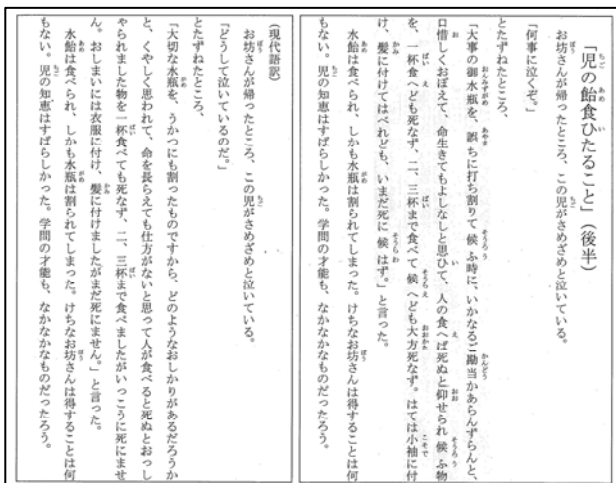 「児の飴食ひたること」(後半)
お坊さんが帰ったところ、この児がさめざめと泣いている。
「何事に泣くぞ。」
とたずねたところ、
「大事の御水瓶を、誤ちに打ち割りて候ふ時に、いかなるご勘当かあらんずらんと、
口惜しくおぼえて、命生きてもよしなしと思ひて、人の食へば死ぬと仰せられ候ふ物
を、一杯食へども死なず、二、三杯まで食べて候へども大方死なず。はては小袖に付
け、髪に付けてはべれども、いまだ死に候はず。」と言った。
水飴は食べられ、しかも水瓶は割られてしまった。けちなお坊さんは得することは何
もない。児の知恵はすばらしかった。学問の才能も、なかなかなものだったろう。
(現代語訳)
お坊さんが帰ったところ、この児がさめざめと泣いている。
「どうして泣いているのだ。」
とたずねたところ、
「大切な水瓶を、うかつにも割ったものですから、どのようなおしかりがあるだろうか
と、くやしく思われて、命を長らえても仕方がないと思って人が食べると死ぬとおっし
ゃられました物を一杯食べても死なず、二、三杯まで食べましたがいっこうに死にませ
ん。おしまいには衣服に付け、髪に付けましたがまだ死にません。」と言った。
水飴は食べられ、しかも水瓶は割られてしまった。けちなお坊さんは得することは何
もない。児の知恵はすばらしかった。学問の才能も、なかなかなものだったろう。